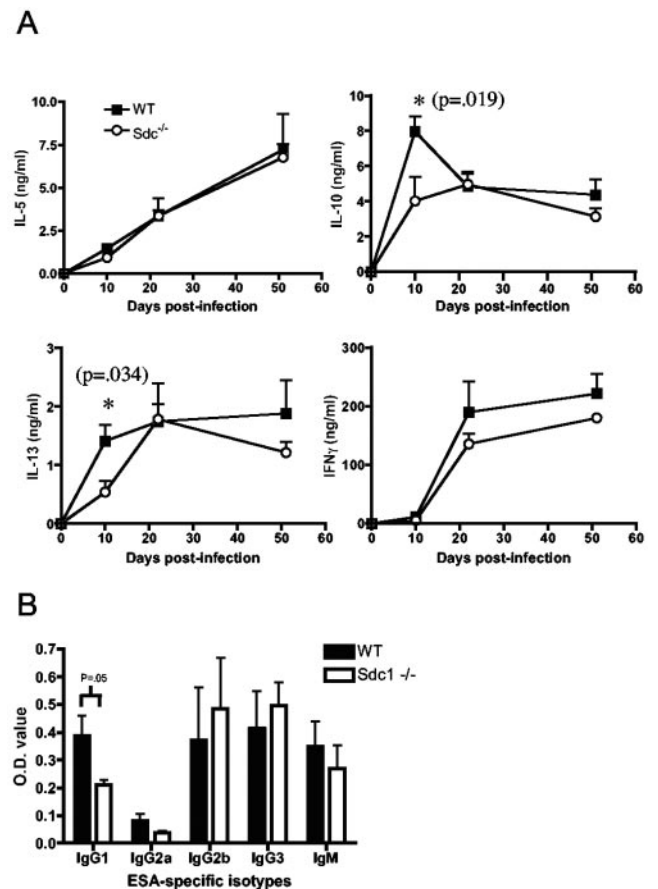 A
WT
Sdc-/-
IL-5 (ng/ml)
10.0
7.5
5.0
2.5
0.0
0 10 20 30 40 50 60
Days post-infection
* (p=.019)
IL-10 (ng/ml)
10
8
6
4
2
0
0 10 20 30 40 50 60
Days post-infection
(p=.034)
*
IL-13 (ng/ml)
3
2
1
0
0 10 20 30 40 50 60
Days post-infection
IFNγ (ng/ml)
300
200
100
0
0 10 20 30 40 50 60
Days post-infection
B
WT
Sdc1 -/-
P=.05
O.D. value
0.7
0.6
0.5
0.4
0.3
0.2
0.1
0.0
IgG1 IgG2a IgG2b IgG3 IgM
ESA-specific isotypes